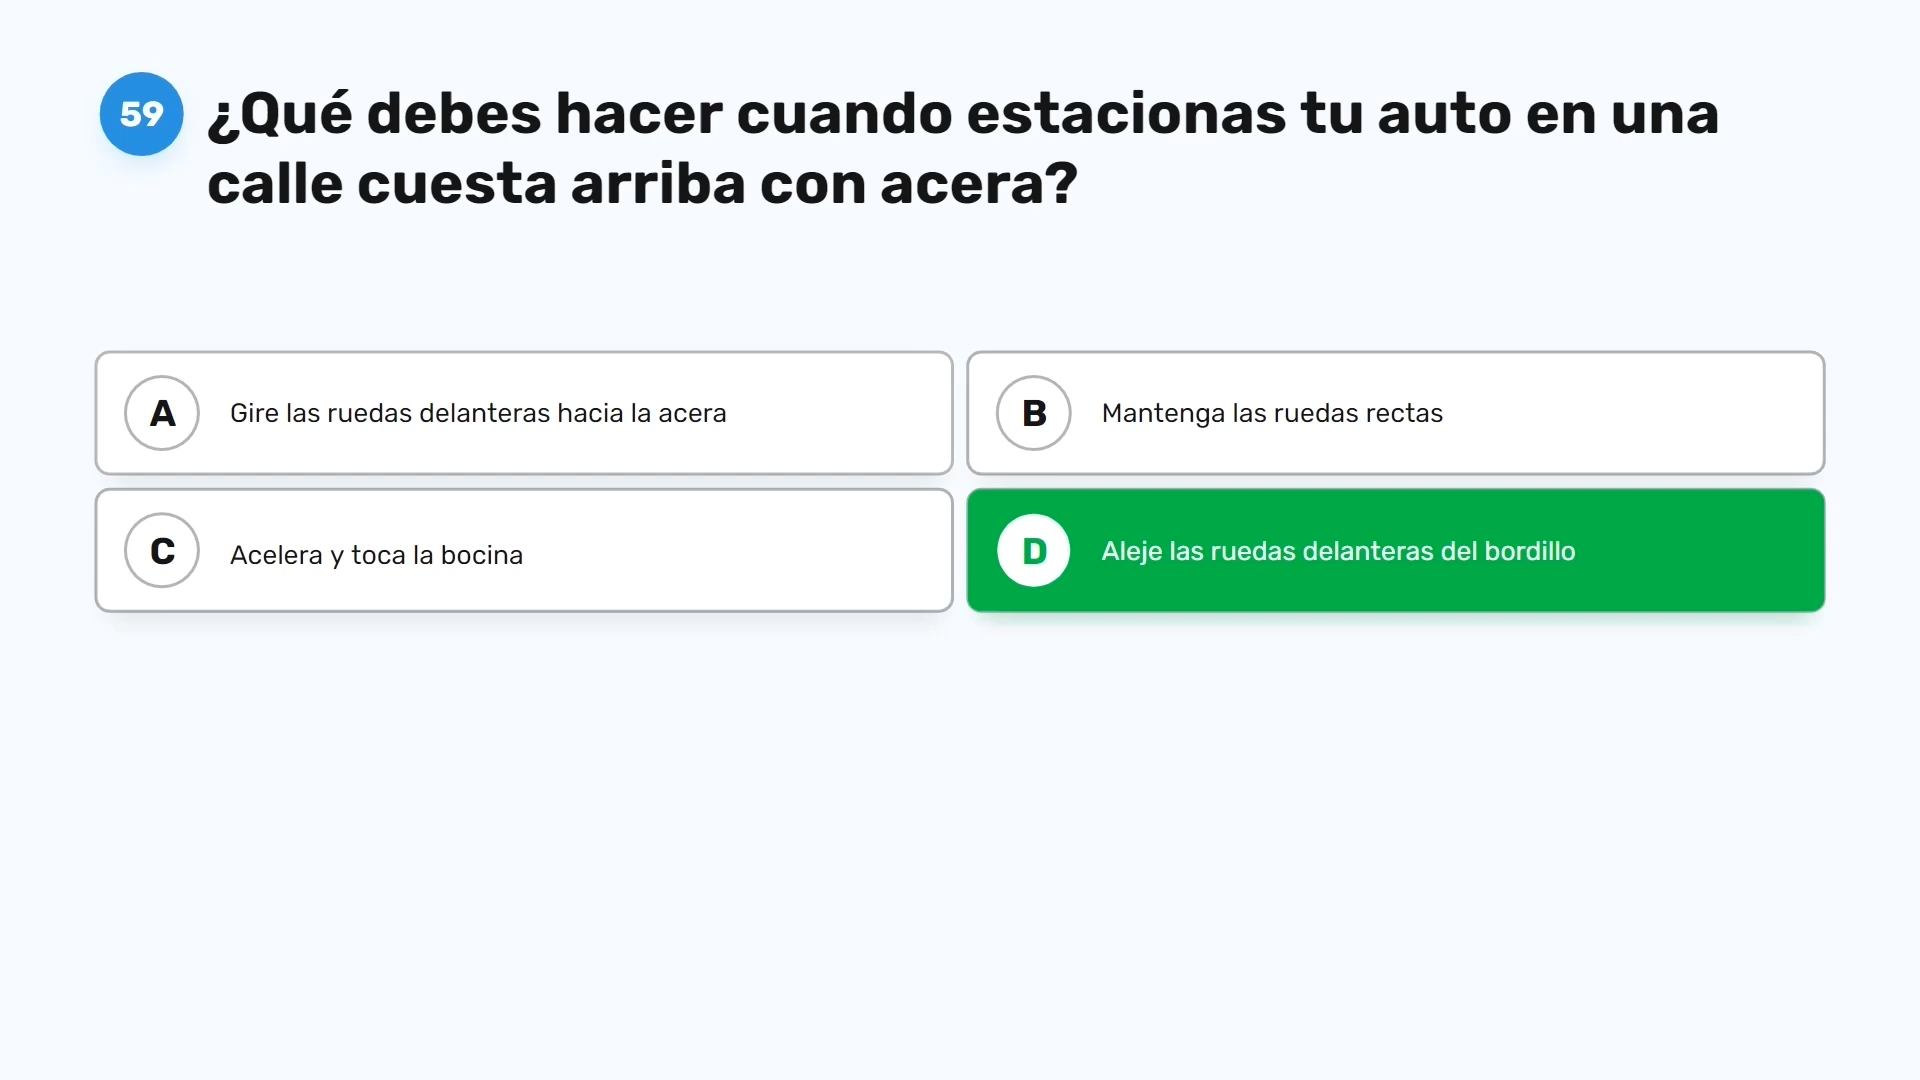 59
¿Qué debes hacer cuando estacionas tu auto en una
calle cuesta arriba con acera?
A Gire las ruedas delanteras hacia la acera
B Mantenga las ruedas rectas
C Acelera y toca la bocina
D Aleje las ruedas delanteras del bordillo